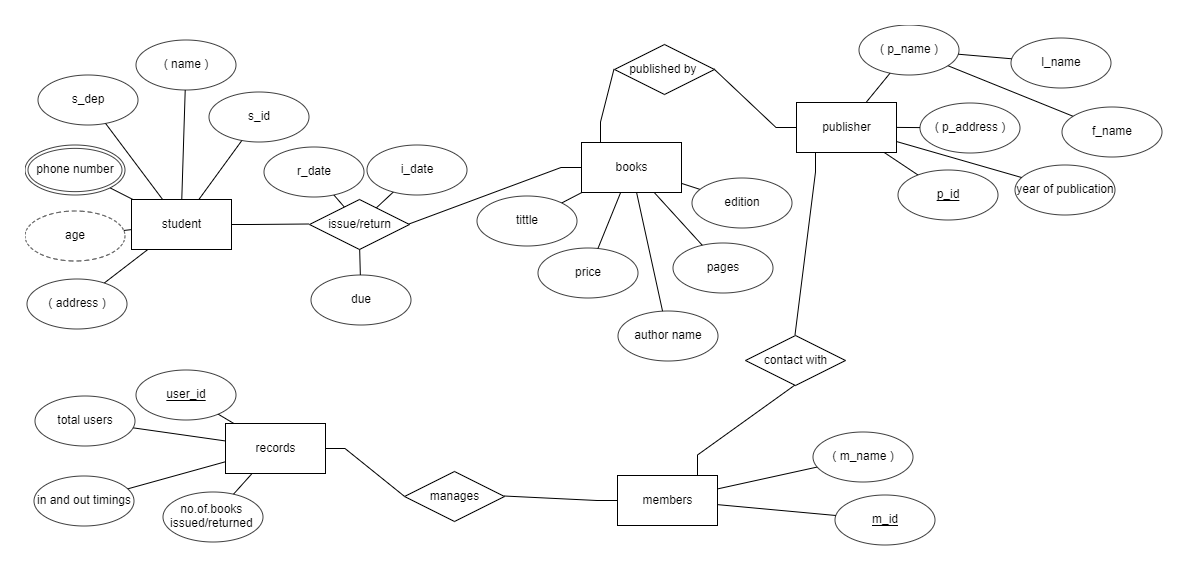 ( name )
s_dep
s_id
phone number
age
( address )
student
r_date
i_date
issue/return
due
published by
books
tittle
price
author name
pages
edition
( p_name )
l_name
f_name
publisher
( p_address )
p_id
year of publication
contact with
user_id
total users
records
in and out timings
no.of.books
issued/returned
manages
members
( m_name )
m_id